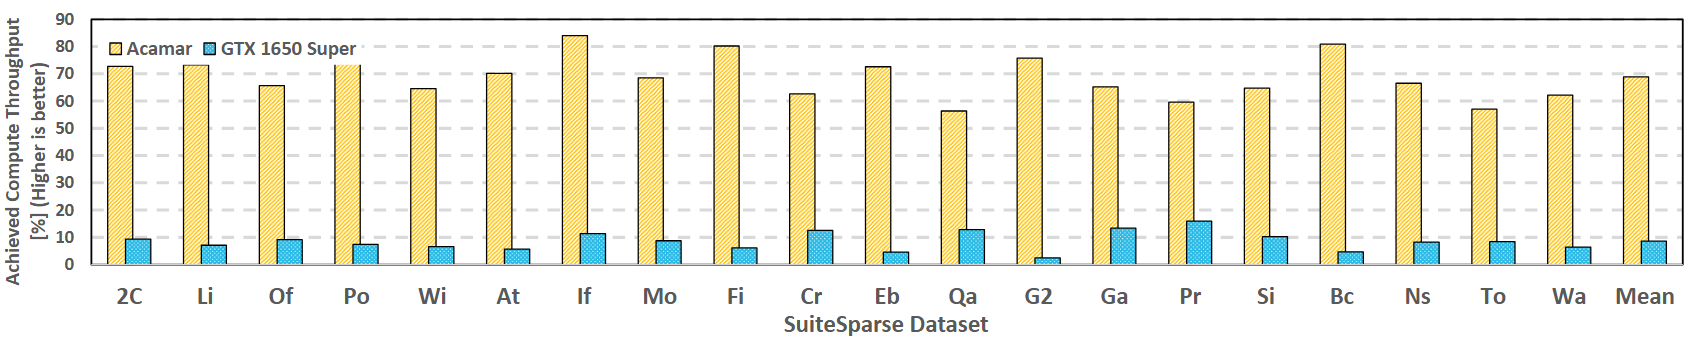 Achieved Compute Throughput
[%] (Higher is better)
90
80
70
60
50
40
30
20
10
0
Acamar GTX 1650 Super
2C Li Of Po Wi At If Mo Fi Cr Eb Qa G2 Ga Pr Si Bc Ns To Wa Mean
SuiteSparse Dataset